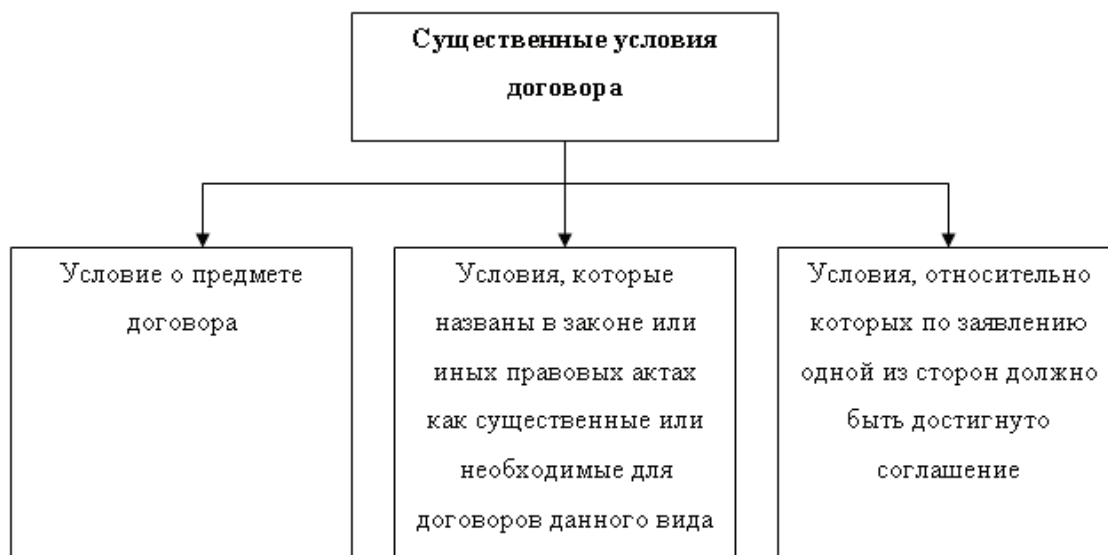 Существенные условия
договора
Условие о предмете
договора
Условия, которые
названы в законе или
иных правовых актах
как существенные или
необходимые для
договоров данного вида
Условия, относительно
которых по заявлению
одной из сторон должно
быть достигнуто
соглашение